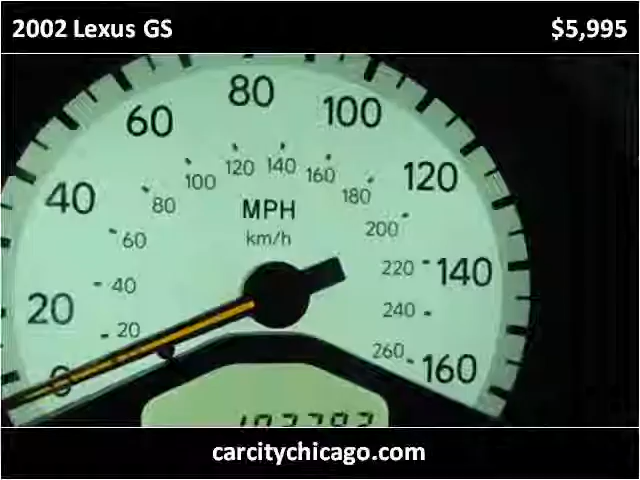 2002 Lexus GS $5,995
80
60 100
120 140
100 160
40 80 180 120
MPH
60 km/h 200
40 220 140
20 20 240
0 260 160
carcitychicago.com